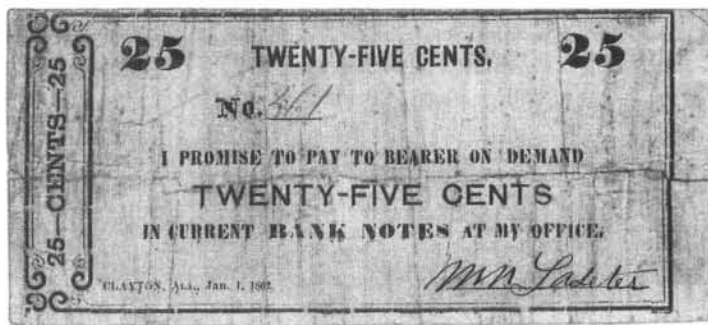 25 TWENTY-FIVE CENTS. 25
No.
I PROMISE TO PAY TO BEARER ON DEMAND
TWENTY-FIVE CENTS
IN CURRENT BANK NOTES AT MY OFFICE.
CLAYTON, ALA., Jan. 1, 1862
25—CENTS—25